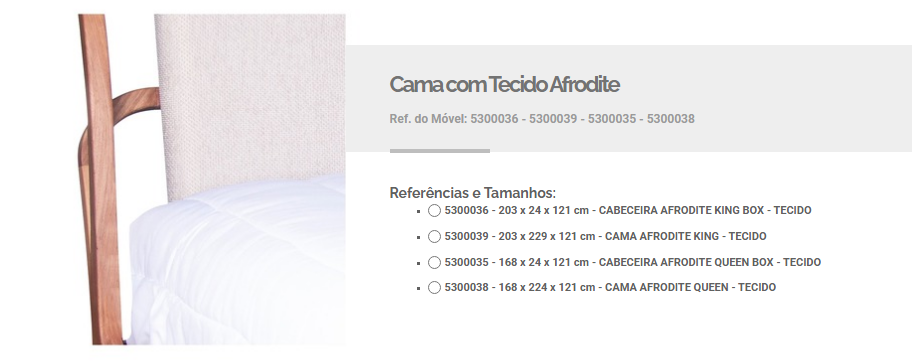 Cama com Tecido Afrodite
Ref. do Móvel: 5300036 - 5300039 - 5300035 - 5300038
Referências e Tamanhos:
5300036 - 203 x 24 x 121 cm - CABECEIRA AFRODITE KING BOX - TECIDO
5300039 - 203 x 229 x 121 cm - CAMA AFRODITE KING - TECIDO
5300035 - 168 x 24 x 121 cm - CABECEIRA AFRODITE QUEEN BOX - TECIDO
5300038 - 168 x 224 x 121 cm - CAMA AFRODITE QUEEN - TECIDO